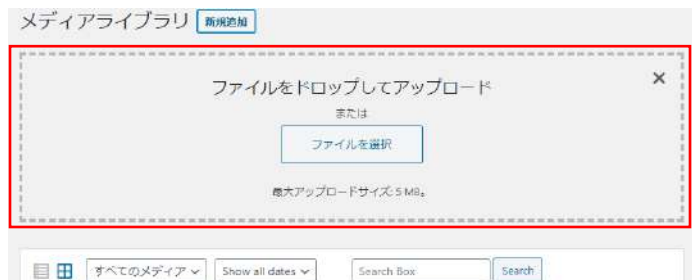 メディアライブラリ 新規追加
ファイルをドロップしてアップロード
または
ファイルを選択
最大アップロードサイズ: 5 MB。
すべてのメディア Show all dates Search Box Search